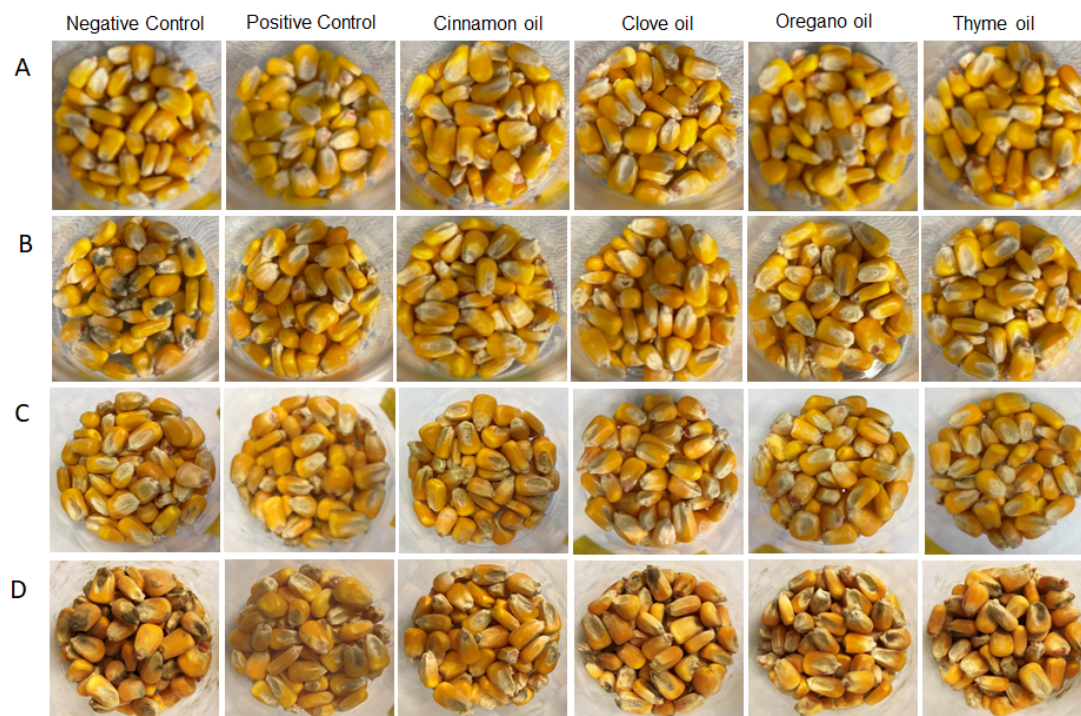 Negative Control Positive Control Cinnamon oil Clove oil Oregano oil Thyme oil
A
B
C
D